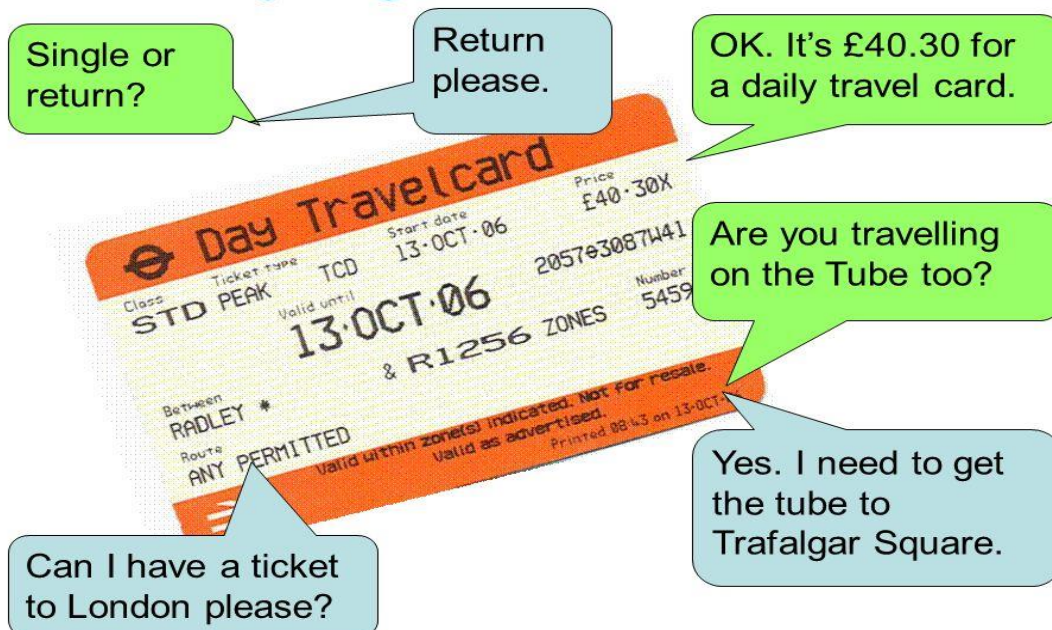 Single or
return?
Return
please.
OK. It's £40.30 for
a daily travel card.
Day Travelcard
Class
Ticket type
Start date
Price
STD PEAK TCD 13·OCT·06 £40·30X
Valid until
13·OCT·06
2057
3087W41
Number
& R1256 ZONES 5459
Between
RADLEY *
Route
ANY PERMITTED
Valid within zone(s) indicated. Not for resale.
Valid as advertised.
Printed 08 43 on 13-OCT
Are you travelling
on the Tube too?
Yes. I need to get
the tube to
Trafalgar Square.
Can I have a ticket
to London please?